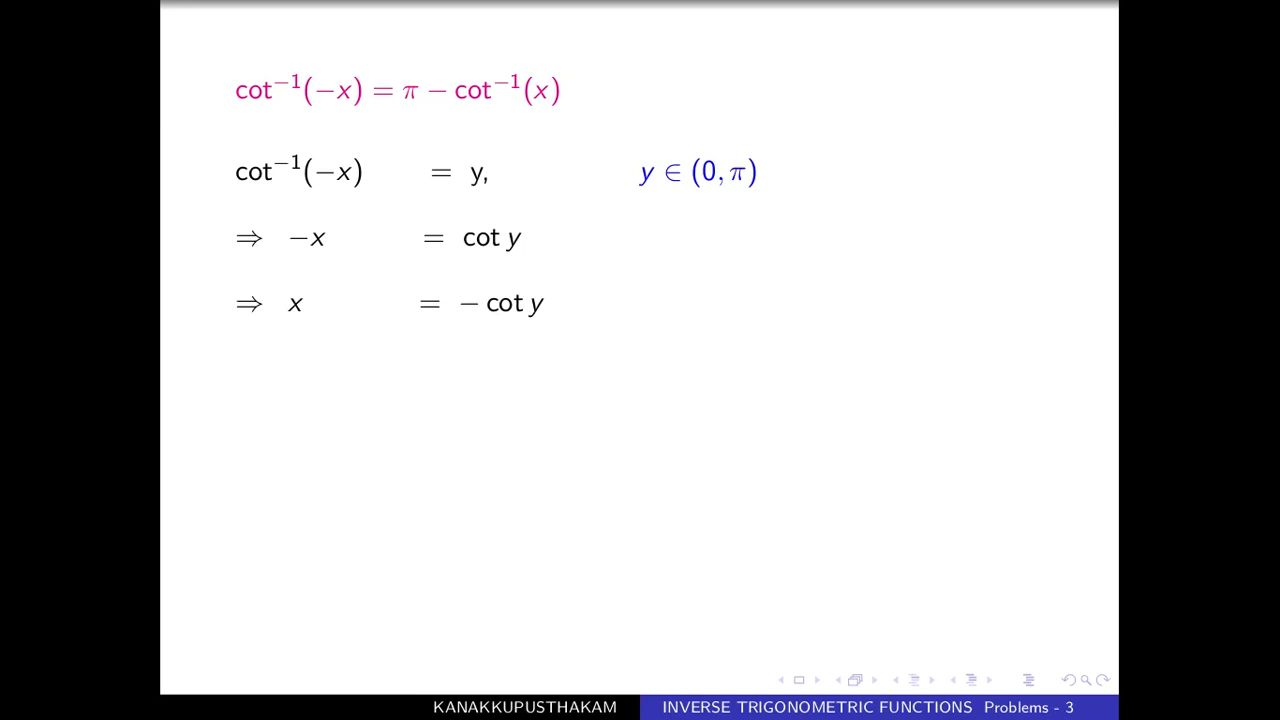 cot⁻¹(−x) = π − cot⁻¹(x)
cot⁻¹(−x) = y, y ∈ (0, π)
⇒ −x = cot y
⇒ x = − cot y
KANAKKUPUSTHAKAM INVERSE TRIGONOMETRIC FUNCTIONS Problems - 3